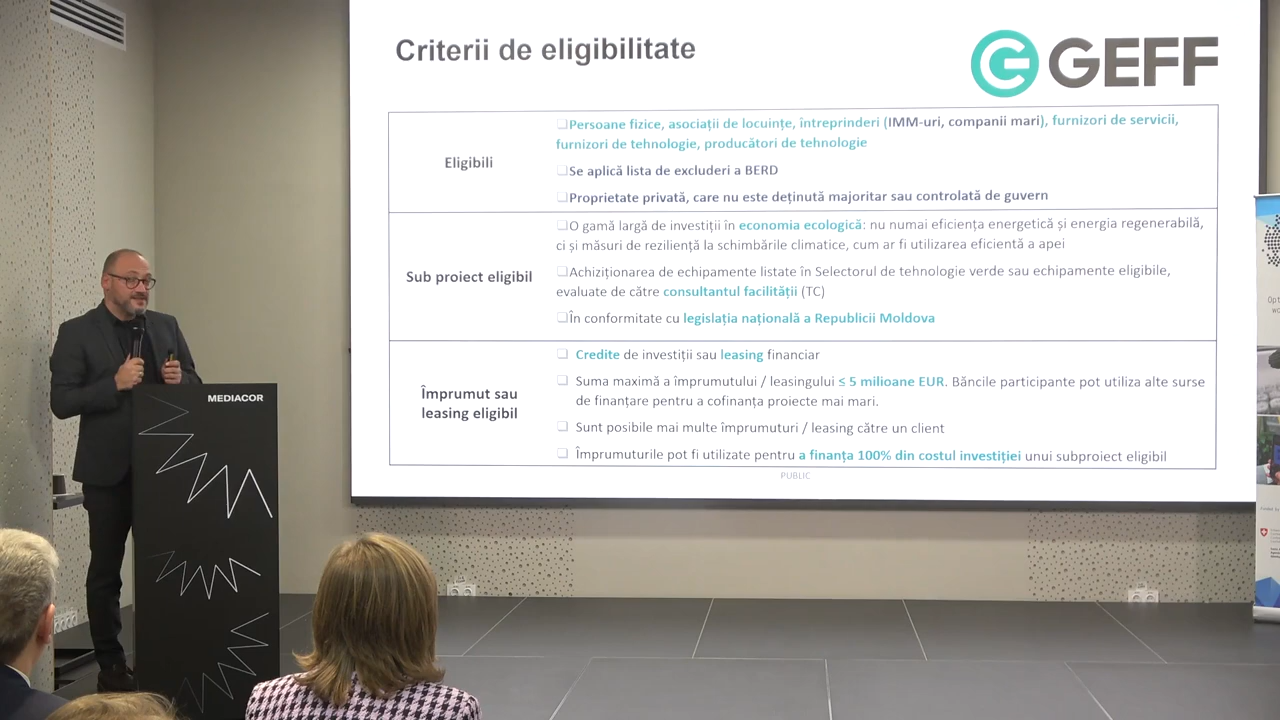 Criterii de eligibilitate
GEFF
Eligibili
Persoane fizice, asociații de locuințe, întreprinderi (IMM-uri, companii mari), furnizori de servicii,
furnizori de tehnologie, producători de tehnologie
Se aplică lista de excluderi a BERD
Proprietate privată, care nu este deținută majoritar sau controlată de guvern
Sub proiect eligibil
O gamă largă de investiții în economia ecologică: nu numai eficiența energetică și energia regenerabilă,
ci și măsuri de reziliență la schimbările climatice, cum ar fi utilizarea eficientă a apei
Achiziționarea de echipamente listate în selectorul de tehnologie verde sau echipamente eligibile,
evaluate de către consultantul facilității (TC)
În conformitate cu legislația națională a Republicii Moldova
Împrumut sau
leasing eligibil
Credite de investiții sau leasing financiar
Suma maximă a împrumutului / leasingului ≤ 5 milioane EUR. Băncile participante pot utiliza alte surse
de finanțare pentru a cofinanța proiecte mai mari.
Sunt posibile mai multe împrumuturi / leasing către un client
Împrumuturile pot fi utilizate pentru a finanța 100% din costul investiției unui subproiect eligibil
PUBLIC
MEDIACOR